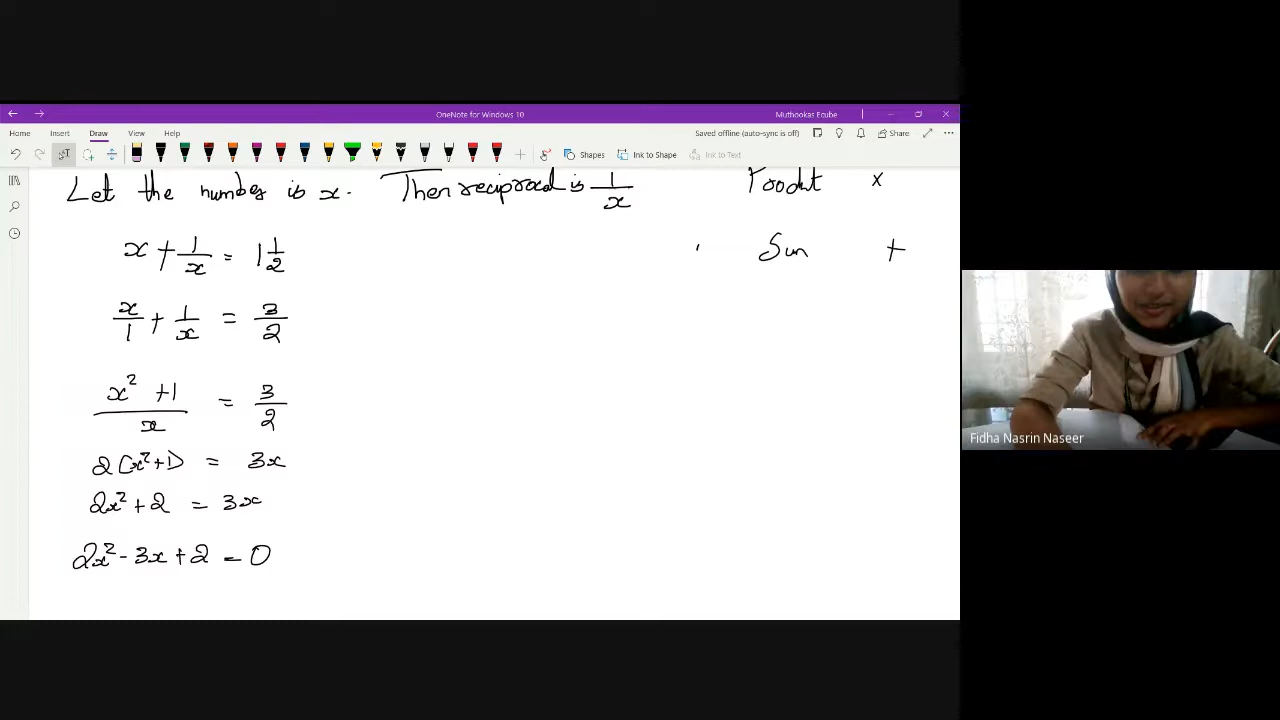 OneNote for Windows 10
Muthookas Ecube
Home Insert Draw View Help
Saved offline (auto-sync is off)
Share
Shapes
Ink to Shape
Ink to Text
Let the number is x. Then reciprocal is 1/x
x
x + 1/x = 1 1/2
Sum +
x/1 + 1/x = 3/2
x² + 1 / x = 3/2
2(x²+1) = 3x
2x² + 2 = 3x
2x² - 3x + 2 = 0
Fidha Nasrin Naseer